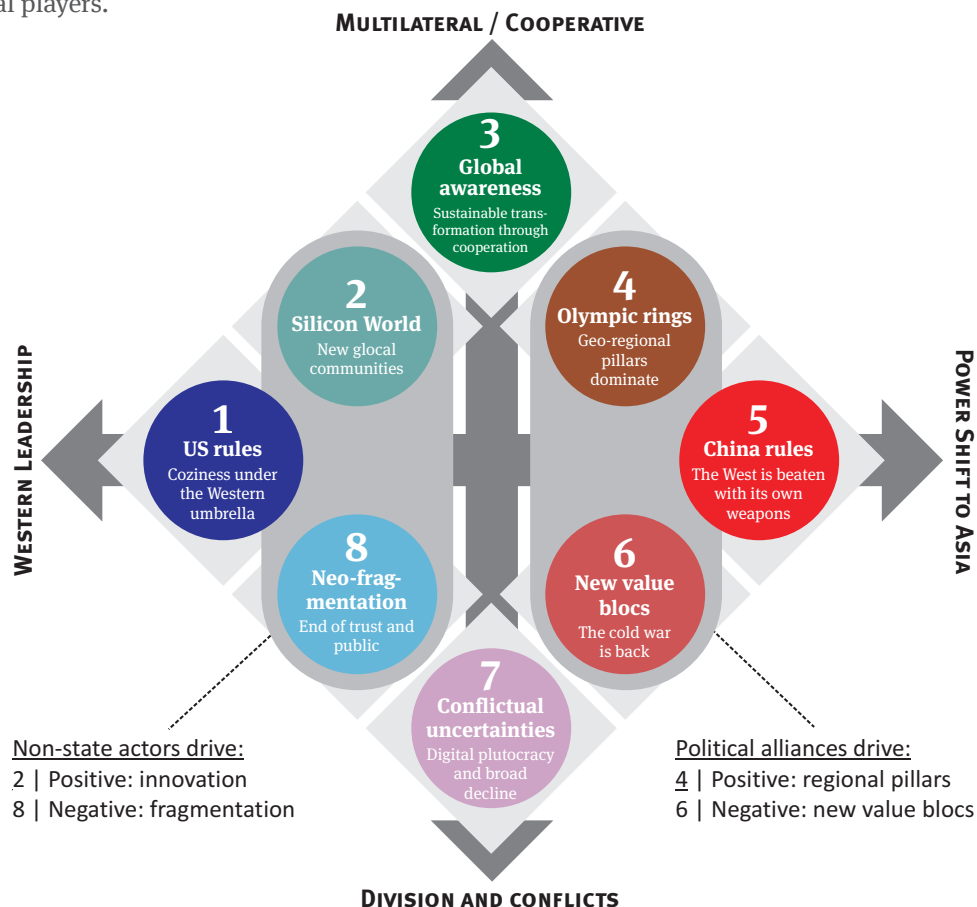 al players.
Multilateral / Cooperative
3
Global
awareness
Sustainable trans-
formation through
cooperation
2
Silicon World
New glocal
communities
4
Olympic rings
Geo-regional
pillars
dominate
Western Leadership
1
US rules
Coziness under
the Western
umbrella
5
China rules
The West is beaten
with its own
weapons
Power Shift to Asia
8
Neo-frag-
mentation
End of trust and
public
6
New value
blocs
The cold war
is back
7
Conflictual
uncertainties
Digital plutocracy
and broad
decline
Non-state actors drive:
2 | Positive: innovation
8 | Negative: fragmentation
Political alliances drive:
4 | Positive: regional pillars
6 | Negative: new value blocs
Division and conflicts